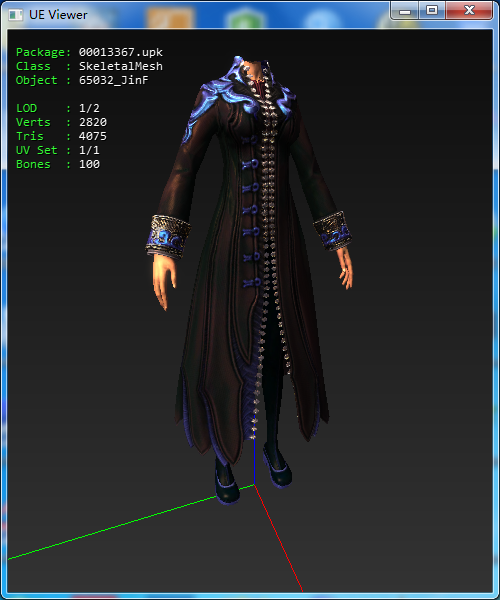 UE Viewer
Package: 00013367.upk
Class : SkeletalMesh
Object : 65032_JinF
LOD : 1/2
Verts : 2820
Tris : 4075
UV Set : 1/1
Bones : 100